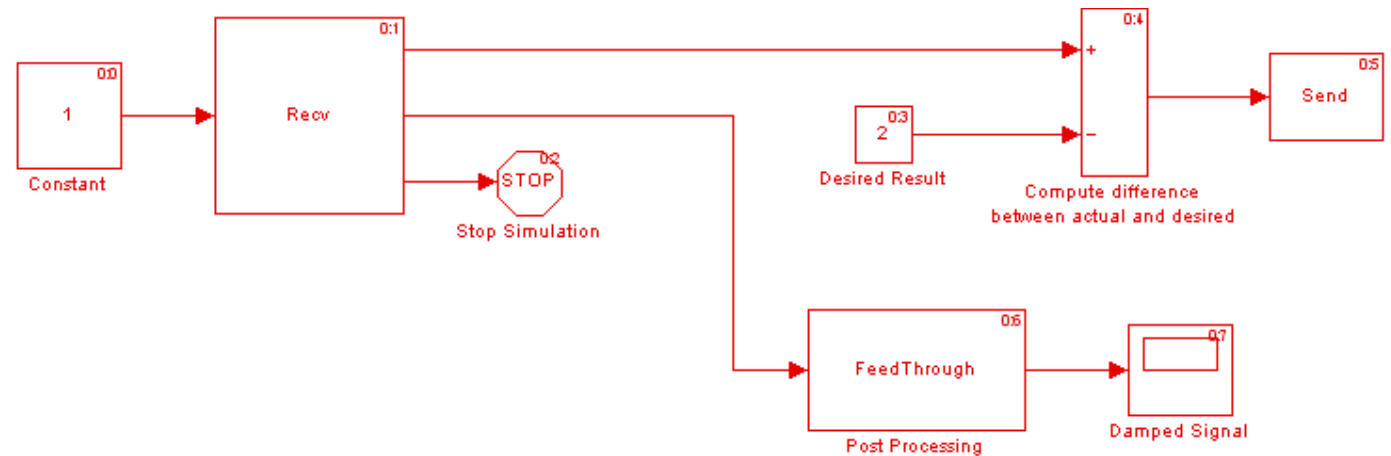 0:0
1
Constant
0:1
Recv
0:2
STOP
Stop Simulation
0:3
2
Desired Result
0:4
+
−
Compute difference
between actual and desired
0:5
Send
0:6
FeedThrough
Post Processing
0:7
Damped Signal